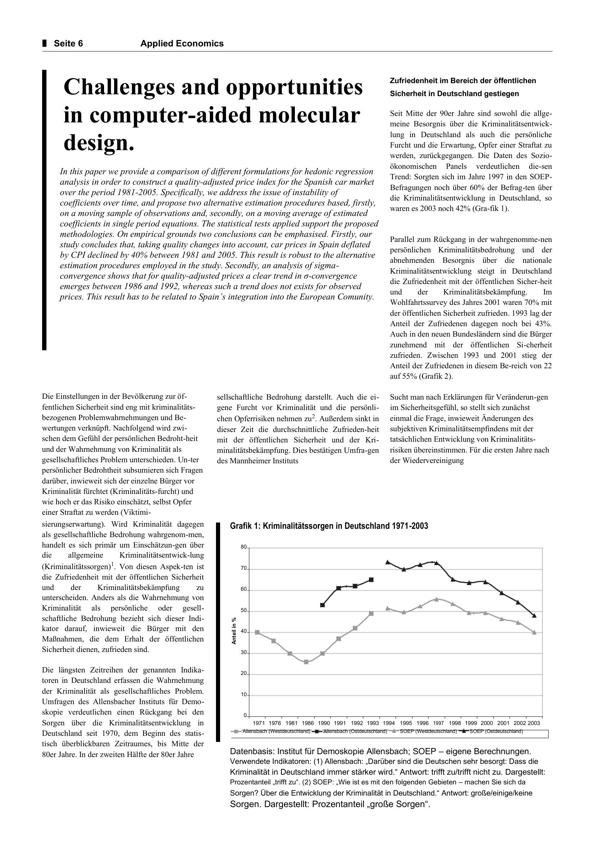 Seite 6 Applied Economics
Challenges and opportunities
in computer-aided molecular
design.
In this paper we provide a comparison of different formulations for hedonic regression
analysis in order to construct a quality-adjusted price index for the Spanish car market
over the period 1981-2005. Specifically, we address the issue of instability of
coefficients over time, and propose two alternative estimation procedures based, firstly,
on a moving sample of observations and, secondly, on a moving average of estimated
coefficients in single period equations. The statistical tests applied support the proposed
methodologies. On empirical grounds two conclusions can be emphasised. Firstly, our
study concludes that, taking quality changes into account, car prices in Spain deflated
by CPI declined by 40% between 1981 and 2005. This result is robust to the alternative
estimation procedures employed in the study. Secondly, an analysis of sigma-
convergence shows that for quality-adjusted prices a clear trend in σ-convergence
emerges between 1986 and 1992, whereas such a trend does not exists for observed
prices. This result has to be related to Spain's integration into the European Comunity.
Zufriedenheit im Bereich der öffentlichen
Sicherheit in Deutschland gestiegen
Seit Mitte der 90er Jahre sind sowohl die allge-
meine Besorgnis über die Kriminalitätsentwick-
lung in Deutschland als auch die persönliche
Furcht und die Erwartung, Opfer einer Straftat zu
werden, zurückgegangen. Die Daten des Sozio-
ökonomischen Panels verdeutlichen die-sen
Trend: Sorgten sich im Jahre 1997 in den SOEP-
Befragungen noch über 60% der Befrag-ten über
die Kriminalitätsentwicklung in Deutschland, so
waren es 2003 noch 42% (Gra-fik 1).
Parallel zum Rückgang in der wahrgenomme-nen
persönlichen Kriminalitätsbedrohung und der
abnehmenden Besorgnis über die nationale
Kriminalitätsentwicklung steigt in Deutschland
die Zufriedenheit mit der öffentlichen Sicher-heit
und der Kriminalitätsbekämpfung. Im
Wohlfahrtssurvey des Jahres 2001 waren 70% mit
der öffentlichen Sicherheit zufrieden. 1993 lag der
Anteil der Zufriedenen dagegen noch bei 43%.
Auch in den neuen Bundesländern sind die Bürger
zunehmend mit der öffentlichen Si-cherheit
zufrieden. Zwischen 1993 und 2001 stieg der
Anteil der Zufriedenen in diesem Be-reich von 22
auf 55% (Grafik 2).
Die Einstellungen in der Bevölkerung zur öf-
fentlichen Sicherheit sind eng mit kriminalitäts-
bezogenen Problemwahrnehmungen und Be-
wertungen verknüpft. Nachfolgend wird zwi-
schen dem Gefühl der persönlichen Bedroht-heit
und der Wahrnehmung von Kriminalität als
gesellschaftliches Problem unterschieden. Un-ter
persönlicher Bedrohtheit subsumieren sich Fragen
darüber, inwieweit sich der einzelne Bürger vor
Kriminalität fürchtet (Kriminalitäts-furcht) und
wie hoch er das Risiko einschätzt, selbst Opfer
einer Straftat zu werden (Viktimi-
sierungserwartung). Wird Kriminalität dagegen
als gesellschaftliche Bedrohung wahrgenom-men,
handelt es sich primär um Einschätzun-gen über
die allgemeine Kriminalitätsentwick-lung
(Kriminalitätssorgen)1. Von diesen Aspek-ten ist
die Zufriedenheit mit der öffentlichen Sicherheit
und der Kriminalitätsbekämpfung zu
unterscheiden. Anders als die Wahrnehmung von
Kriminalität als persönliche oder gesell-
schaftliche Bedrohung bezieht sich dieser Indi-
kator darauf, inwieweit die Bürger mit den
Maßnahmen, die dem Erhalt der öffentlichen
Sicherheit dienen, zufrieden sind.
Die längsten Zeitreihen der genannten Indika-
toren in Deutschland erfassen die Wahrnehmung
der Kriminalität als gesellschaftliches Problem.
Umfragen des Allensbacher Instituts für Demo-
skopie verdeutlichen einen Rückgang bei den
Sorgen über die Kriminalitätsentwicklung in
Deutschland seit 1970, dem Beginn des statis-
tisch überblickbaren Zeitraumes, bis Mitte der
80er Jahre. In der zweiten Hälfte der 80er Jahre
sellschaftliche Bedrohung darstellt. Auch die ei-
gene Furcht vor Kriminalität und die persönli-
chen Opferrisiken nehmen zu2. Außerdem sinkt in
dieser Zeit die durchschnittliche Zufrieden-heit
mit der öffentlichen Sicherheit und der Kri-
minalitätsbekämpfung. Dies bestätigen Umfra-gen
des Mannheimer Instituts
Sucht man nach Erklärungen für Veränderun-gen
im Sicherheitsgefühl, so stellt sich zunächst
einmal die Frage, inwieweit Änderungen des
subjektiven Kriminalitätsempfindens mit der
tatsächlichen Entwicklung von Kriminalitäts-
risiken übereinstimmen. Für die ersten Jahre nach
der Wiedervereinigung
Grafik 1: Kriminalitätssorgen in Deutschland 1971-2003
80
70
60
50
40
30
20
10
0
Anteil in %
1971 1976 1981 1986 1990 1991 1992 1993 1994 1995 1996 1997 1998 1999 2000 2001 2002 2003
Allensbach (Westdeutschland) Allensbach (Ostdeutschland) SOEP (Westdeutschland) SOEP (Ostdeutschland)
Datenbasis: Institut für Demoskopie Allensbach; SOEP – eigene Berechnungen.
Verwendete Indikatoren: (1) Allensbach: „Darüber sind die Deutschen sehr besorgt: Dass die
Kriminalität in Deutschland immer stärker wird.“ Antwort: trifft zu/trifft nicht zu. Dargestellt:
Prozentanteil „trifft zu“. (2) SOEP: „Wie ist es mit den folgenden Gebieten – machen Sie sich da
Sorgen? Über die Entwicklung der Kriminalität in Deutschland.“ Antwort: große/einige/keine
Sorgen. Dargestellt: Prozentanteil „große Sorgen“.